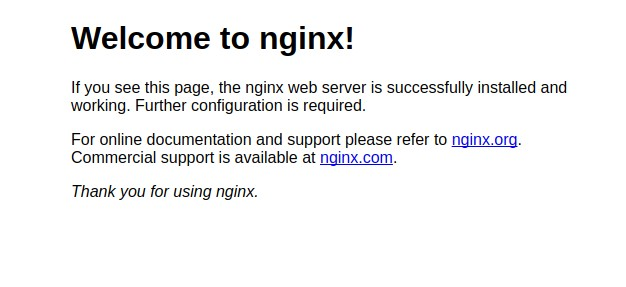 Welcome to nginx!
If you see this page, the nginx web server is successfully installed and
working. Further configuration is required.
For online documentation and support please refer to nginx.org.
Commercial support is available at nginx.com.
Thank you for using nginx.